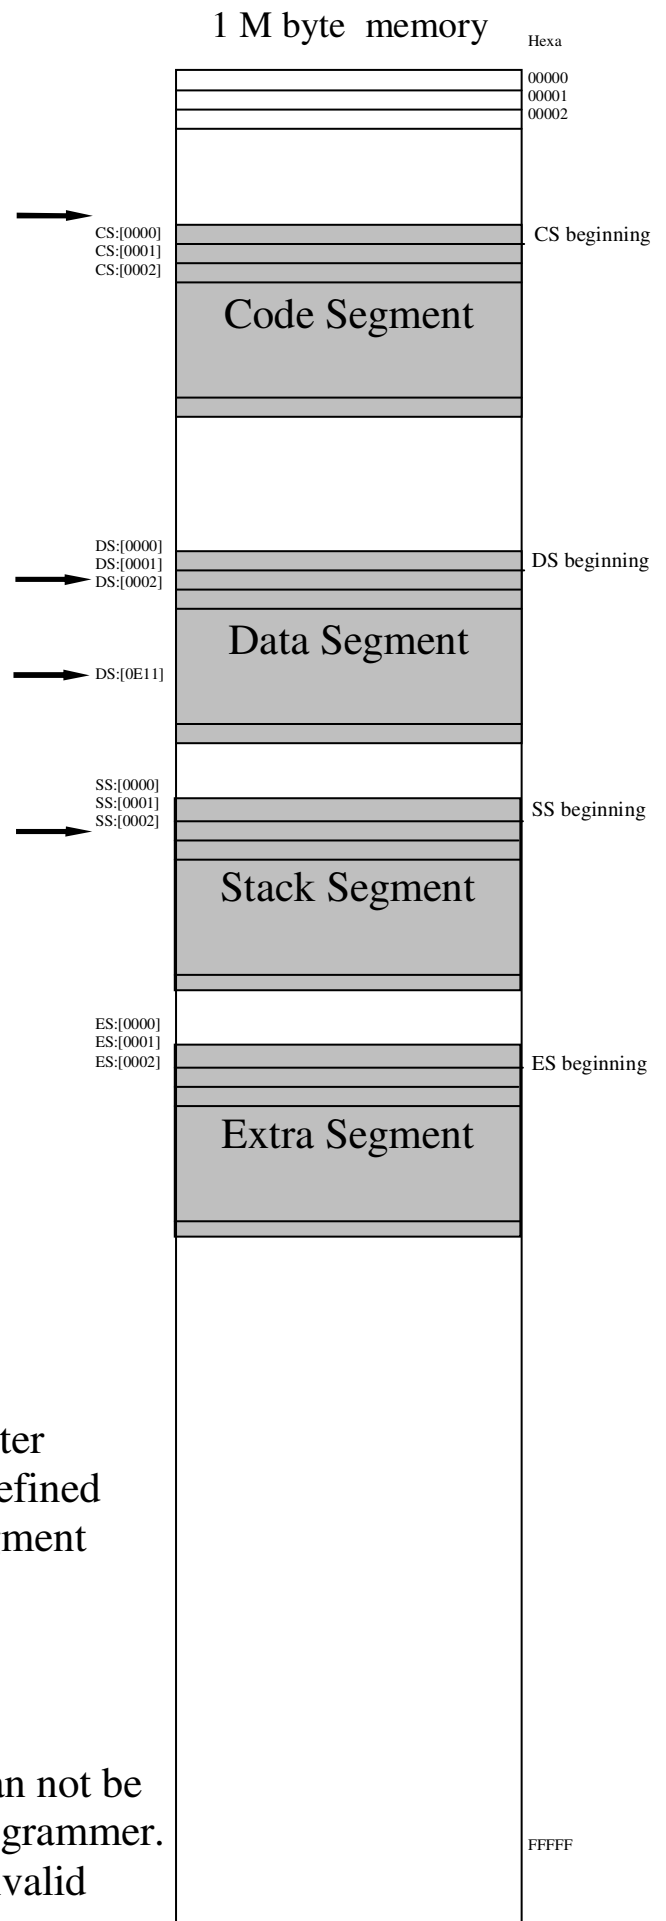 1 M byte memory
Hexa
00000
00001
00002
CS:[0000]
CS beginning
CS:[0001]
CS:[0002]
Code Segment
DS:[0000]
DS beginning
DS:[0001]
DS:[0002]
Data Segment
DS:[0E11]
SS:[0000]
SS:[0001]
SS beginning
SS:[0002]
Stack Segment
ES:[0000]
ES:[0001]
ES:[0002]
ES beginning
Extra Segment
ter
efined
gment
an not be
grammer.
FFFFF
valid